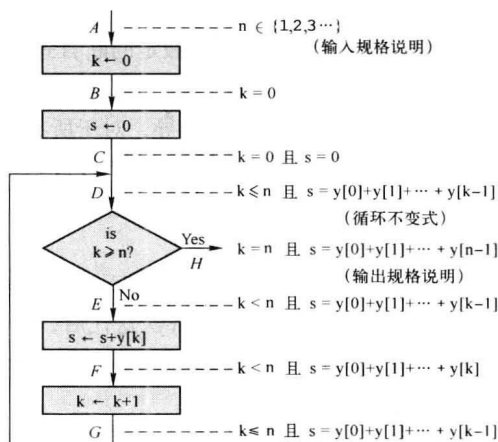 A n ∈ {1,2,3···}
(输入规格说明)
k ← 0
B k = 0
s ← 0
C k = 0 且 s = 0
D k ⩽ n 且 s = y[0]+y[1]+ ··· + y[k−1]
(循环不变式)
is
k ⩾ n?
Yes
H k = n 且 s = y[0]+y[1]+ ··· + y[n−1]
(输出规格说明)
No
E k < n 且 s = y[0]+y[1]+ ··· + y[k−1]
s ← s+y[k]
F k < n 且 s = y[0]+y[1]+ ··· + y[k]
k ← k+1
G k ⩽ n 且 s = y[0]+y[1]+ ··· + y[k−1]